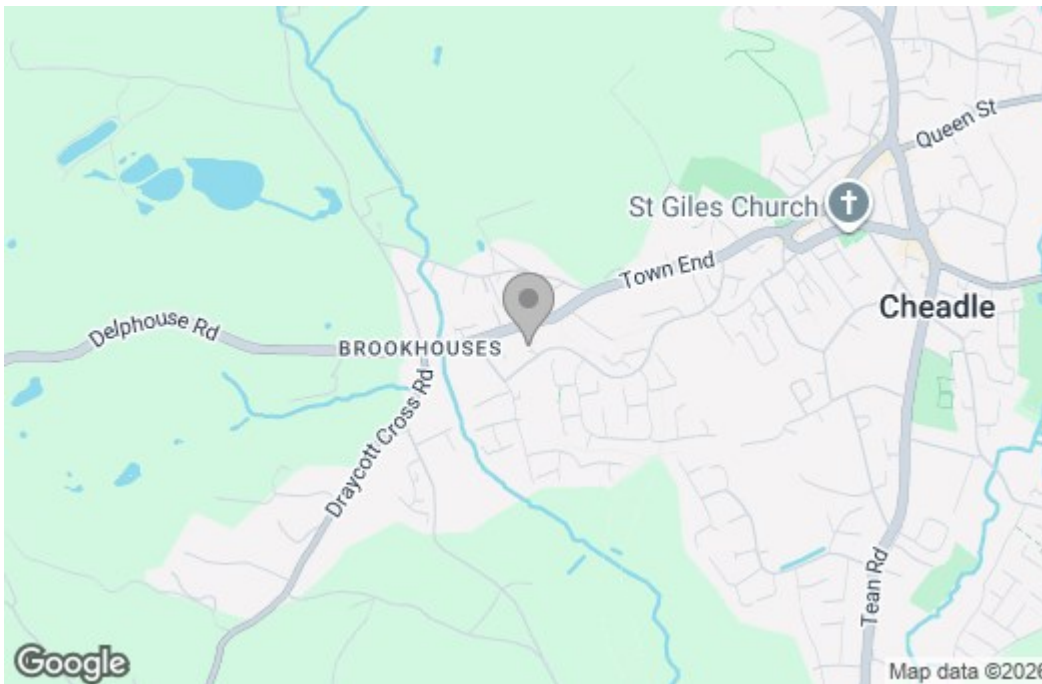 Queen St
St Giles Church
Town End
Cheadle
Delphouse Rd
BROOKHOUSES
Draycott Cross Rd
Tean Rd
Google
Map data ©2026